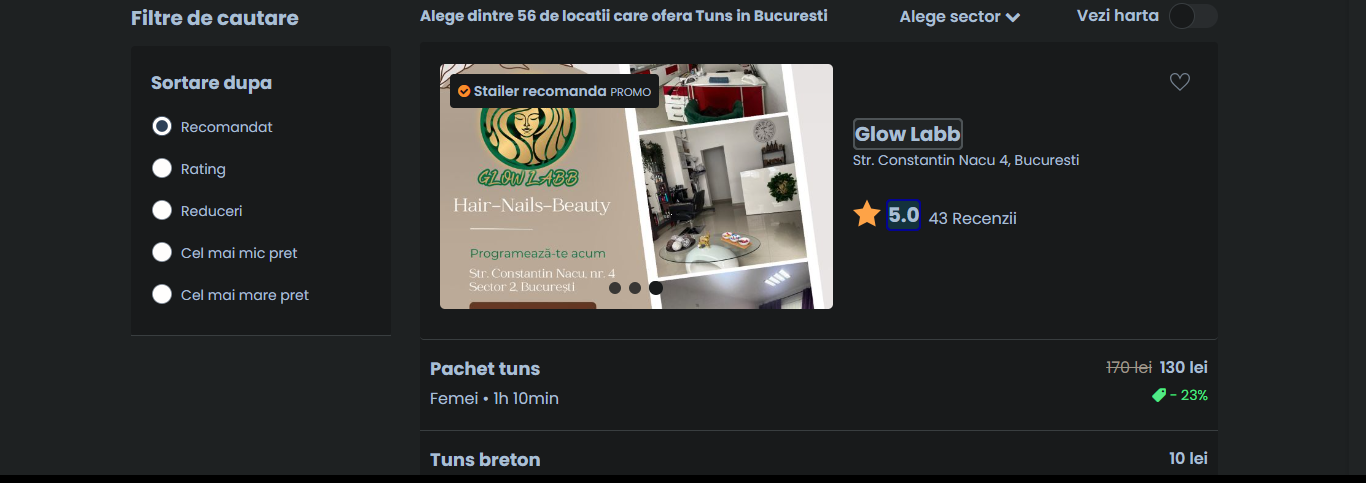 Filtre de cautare
Alege dintre 56 de locatii care ofera Tuns in Bucuresti
Alege sector
Vezi harta
Sortare dupa
Recomandat
Rating
Reduceri
Cel mai mic pret
Cel mai mare pret
Stailer recomanda PROMO
GLOW LABB
Hair-Nails-Beauty
Programează-te acum
Str. Constantin Nacu, nr. 4
Sector 2, București
Glow Labb
Str. Constantin Nacu 4, Bucuresti
5.0 43 Recenzii
Pachet tuns
170 lei 130 lei
Femei • 1h 10min
- 23%
Tuns breton
10 lei